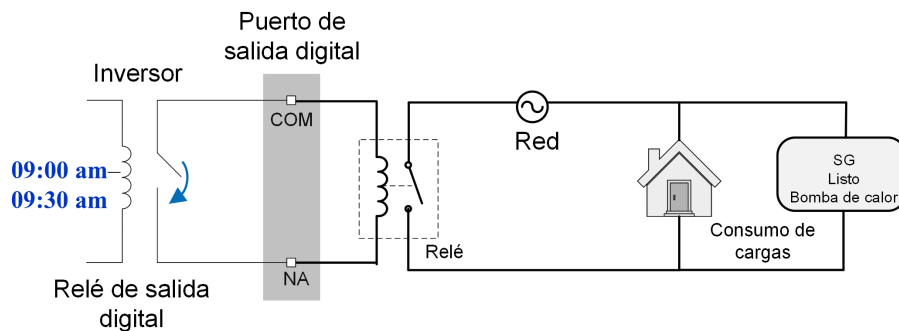 Puerto de
salida digital
Inversor
COM
Red
09:00 am
09:30 am
SG
Listo
Bomba de calor
Relé
Consumo de
cargas
NA
Relé de salida
digital